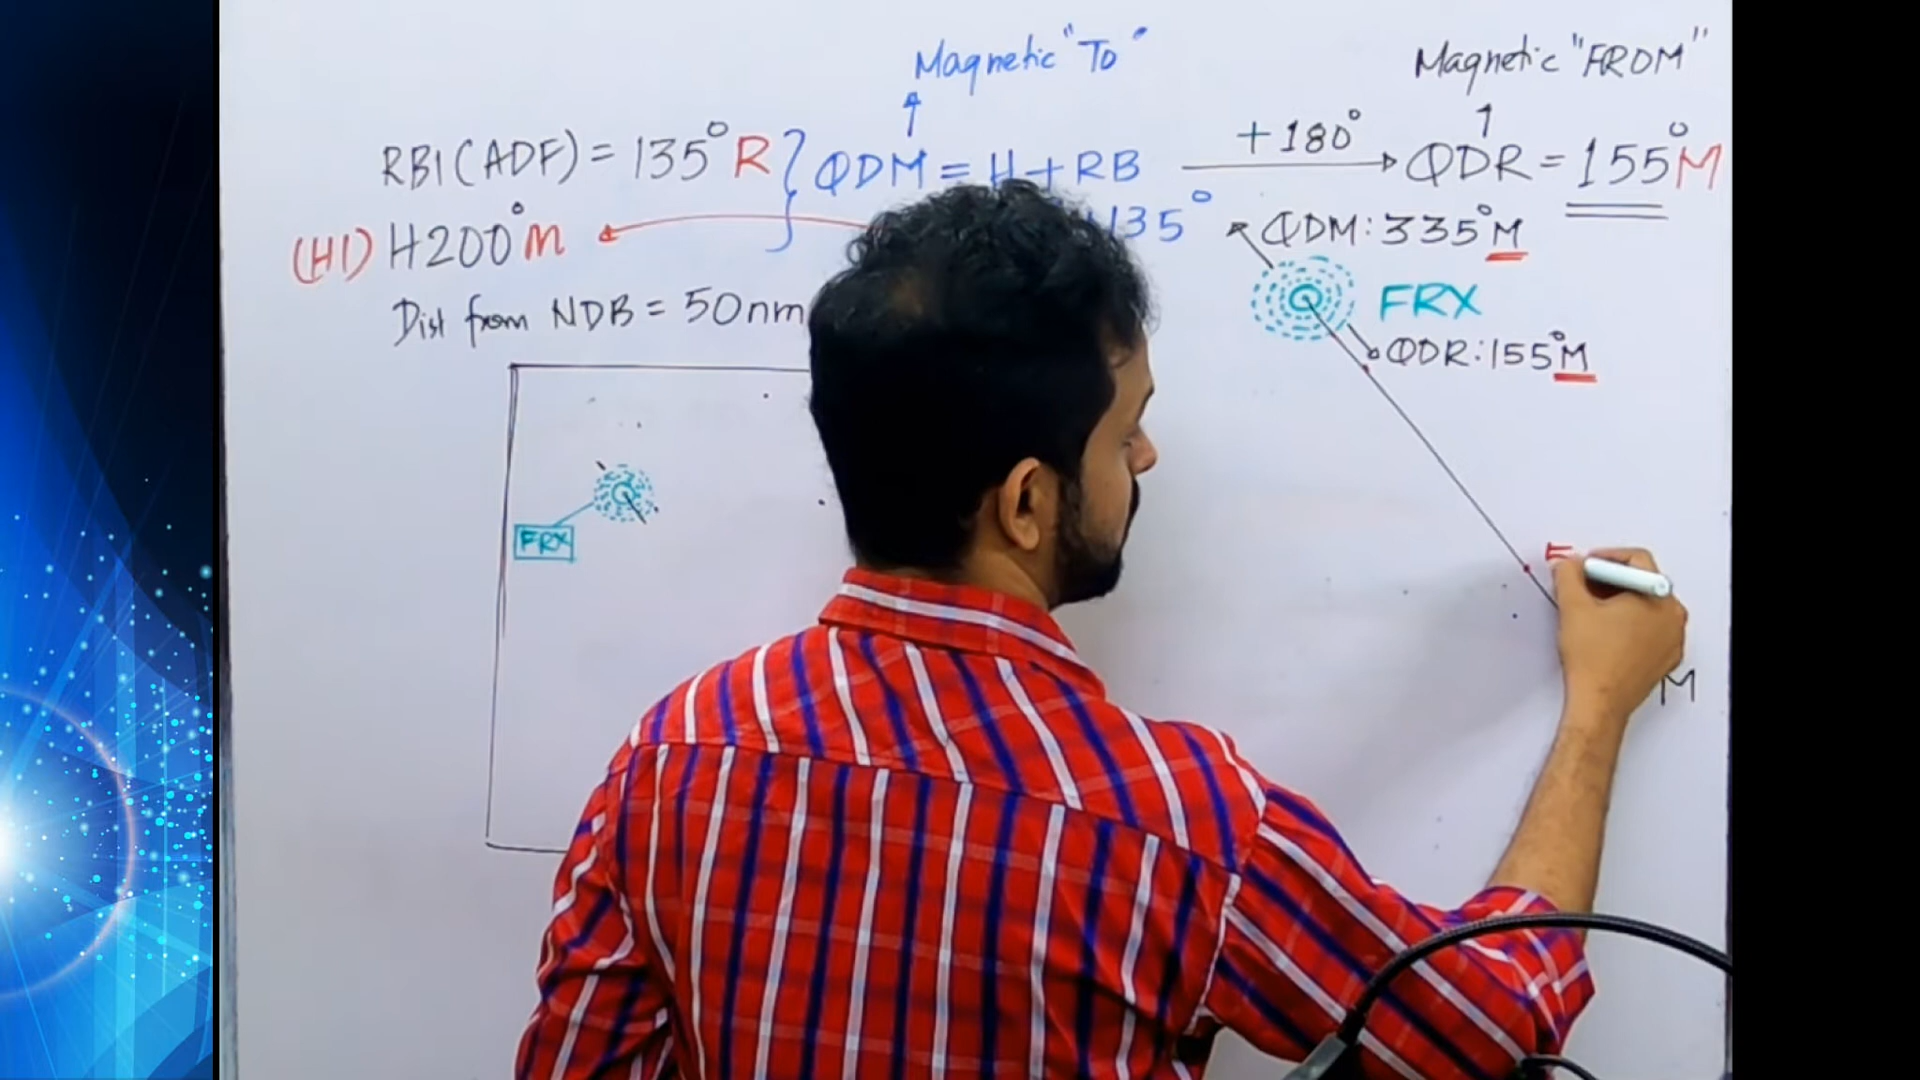 Magnetic "To"
Magnetic "FROM"
RBI(ADF) = 135° R } QDM = H + RB
+180°
QDR = 155° M
(HI) H200° m
135°
QDM: 335° M
Dist from NDB = 50nm
FRX
QDR: 155° M
FRX
M